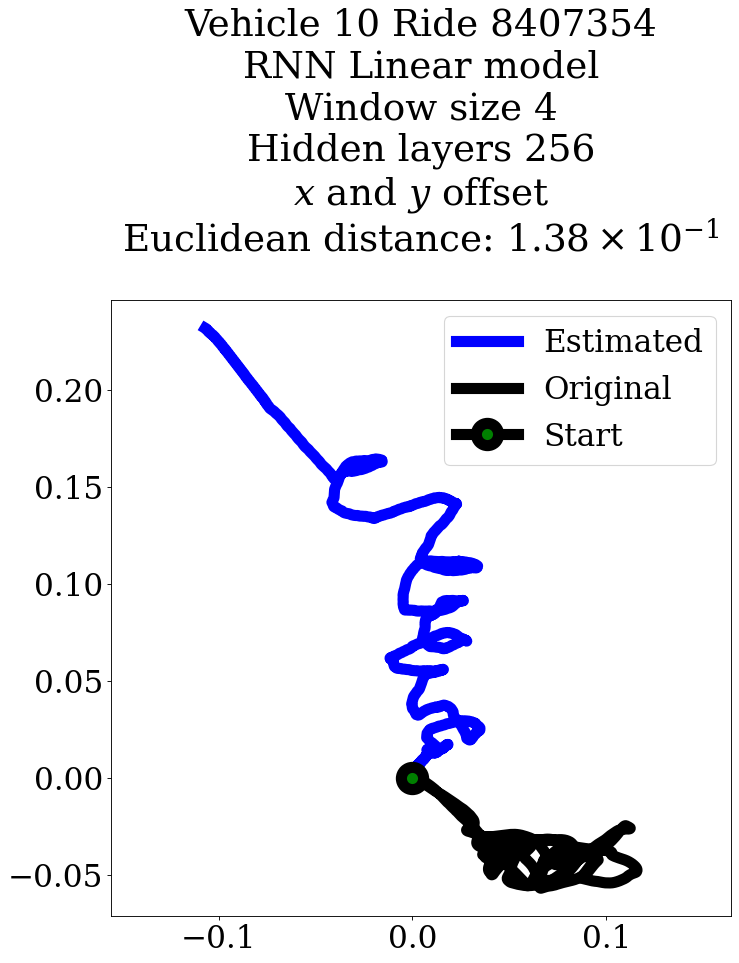 Vehicle 10 Ride 8407354
RNN Linear model
Window size 4
Hidden layers 256
x and y offset
Euclidean distance: 1.38 × 10⁻¹
Estimated
Original
Start
0.20
0.15
0.10
0.05
0.00
−0.05
−0.1
0.0
0.1